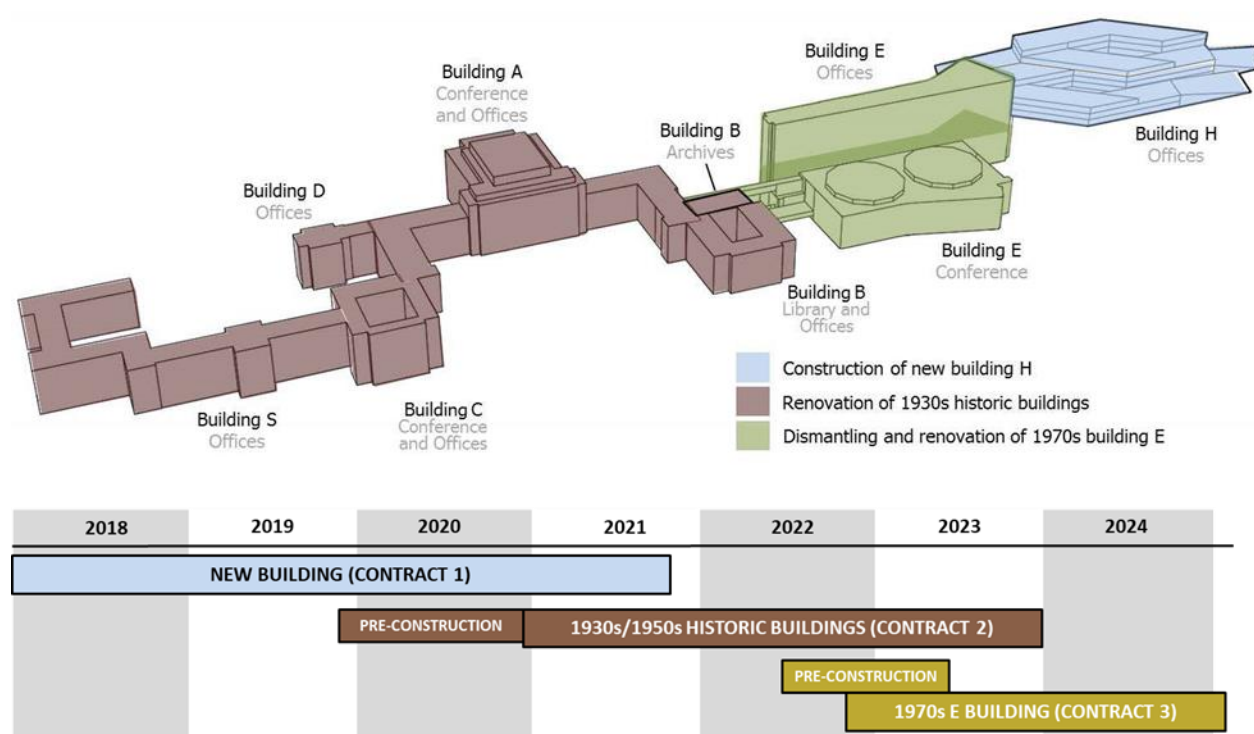 Building A
Conference
and Offices
Building E
Offices
Building B
Archives
Building H
Offices
Building D
Offices
Building E
Conference
Building B
Library and
Offices
Building S
Offices
Building C
Conference
and Offices
Construction of new building H
Renovation of 1930s historic buildings
Dismantling and renovation of 1970s building E
2018 2019 2020 2021 2022 2023 2024
NEW BUILDING (CONTRACT 1)
PRE-CONSTRUCTION 1930s/1950s HISTORIC BUILDINGS (CONTRACT 2)
PRE-CONSTRUCTION
1970s E BUILDING (CONTRACT 3)